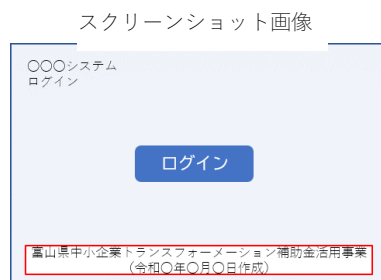 スクリーンショット画像
〇〇〇システム
ログイン
ログイン
富山県中小企業トランスフォーメーション補助金活用事業
（令和〇年〇月〇日作成）